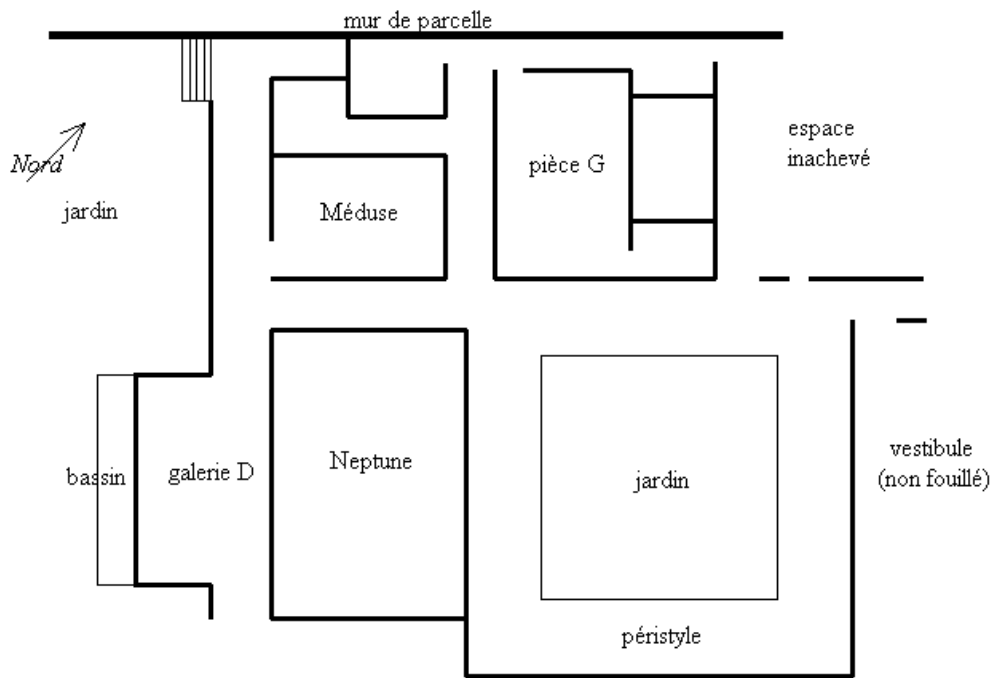 mur de parcelle
espace
inachevé
Nord
pièce G
jardin
Méduse
bassin
galerie D
Neptune
jardin
vestibule
(non fouillé)
péristyle